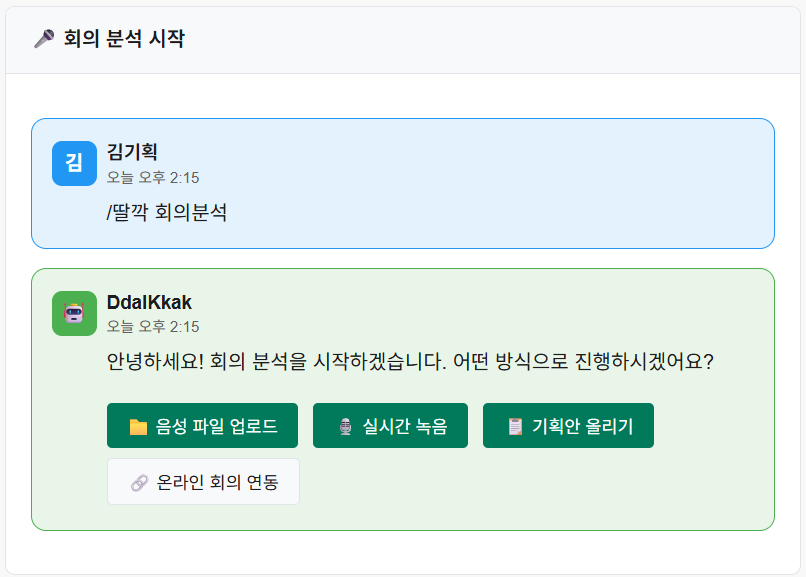 회의 분석 시작
김
김기획
오늘 오후 2:15
/딸깍 회의분석
DdalKkak
오늘 오후 2:15
안녕하세요! 회의 분석을 시작하겠습니다. 어떤 방식으로 진행하시겠어요?
음성 파일 업로드
실시간 녹음
기획안 올리기
온라인 회의 연동